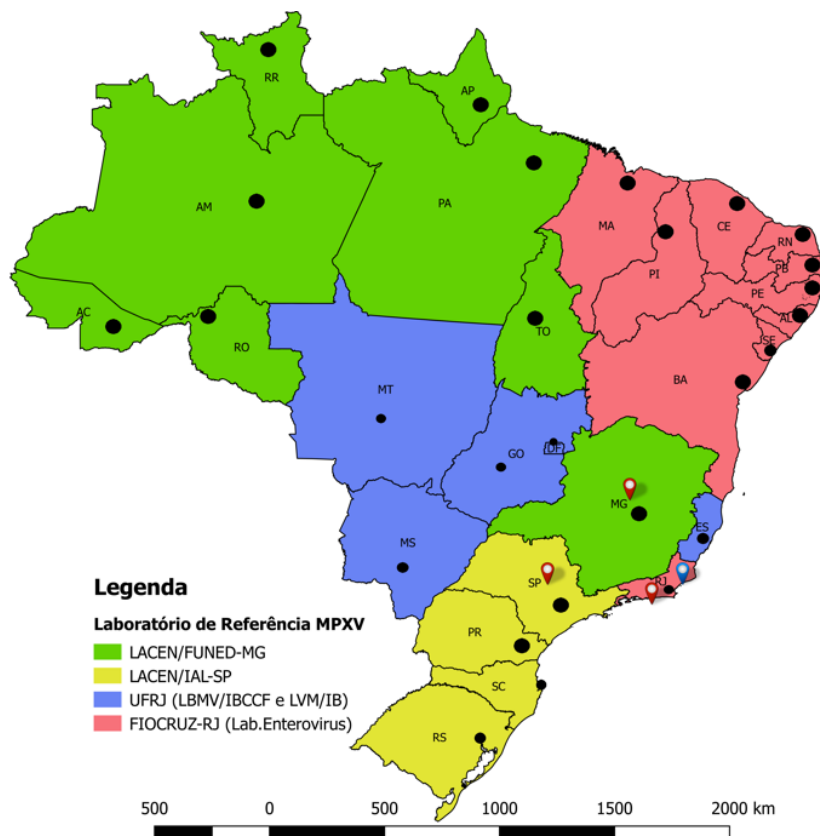 RR
AP
AM
PA
MA
CE
RN
PB
PI
PE
AL
SE
AC
RO
TO
BA
MT
GO
DF
MG
ES
MS
SP
RJ
PR
SC
RS
Legenda
Laboratório de Referência MPXV
LACEN/FUNED-MG
LACEN/IAL-SP
UFRJ (LBMV/IBCCF e LVM/IB)
FIOCRUZ-RJ (Lab.Enterovirus)
500 0 500 1000 1500 2000 km